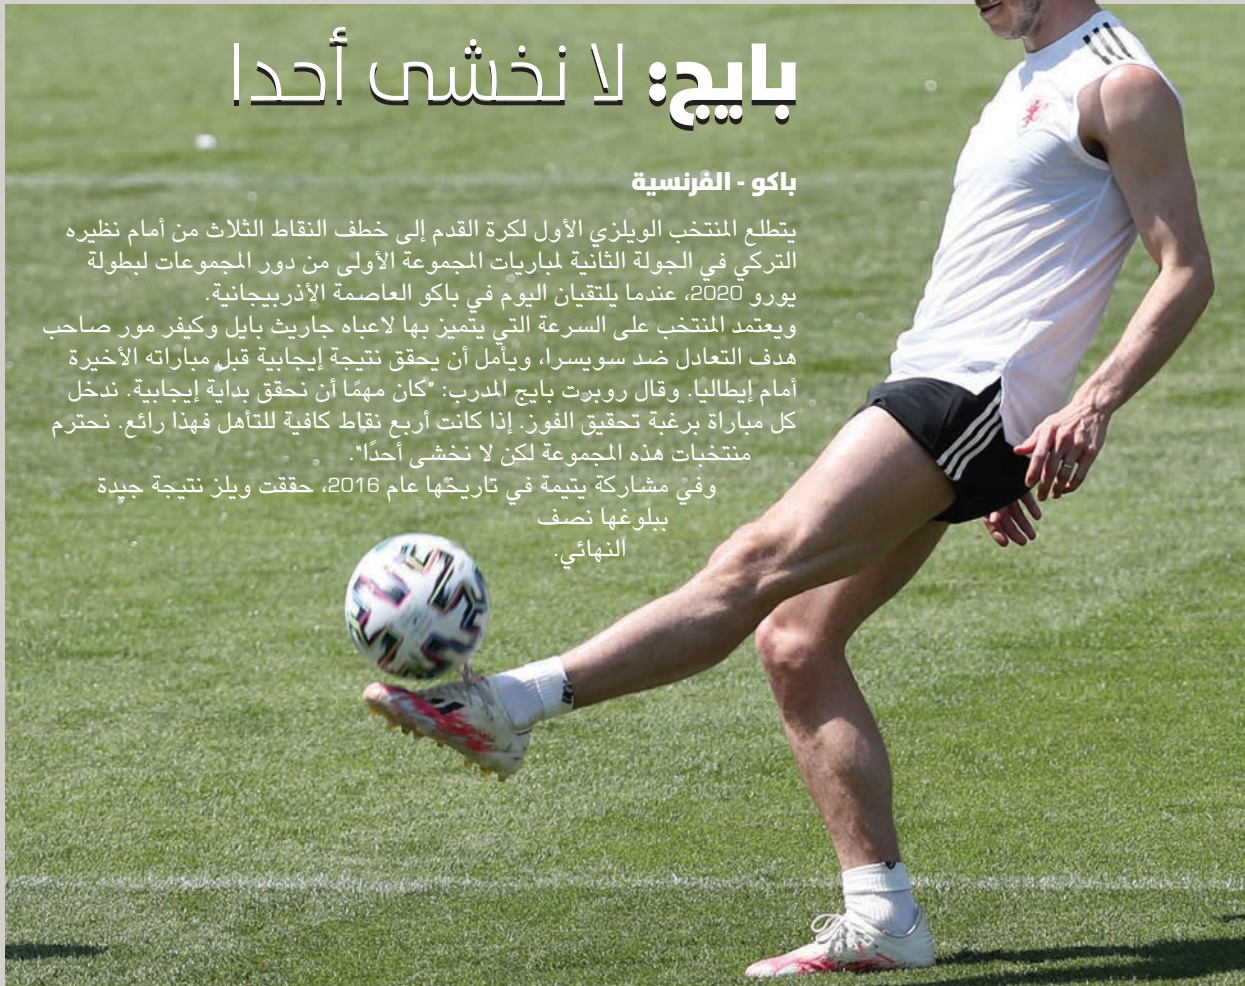 بايج: لا نخشى أحدا
باكو - الفرنسية
يتطلع المنتخب الويلزي الأول لكرة القدم إلى خطف النقاط الثلاث من أمام نظيره
التركي في الجولة الثانية لمباريات المجموعة الأولى من دور المجموعات لبطولة
يورو 2020، عندما يلتقيان اليوم في باكو العاصمة الأذربيجانية.
ويعتمد المنتخب على السرعة التي يتميز بها لاعباه جاريث بايل وكيفر مور صاحب
هدف التعادل ضد سويسرا، ويأمل أن يحقق نتيجة إيجابية قبل مباراته الأخيرة
أمام إيطاليا. وقال روبرت بايج المدرب: "كان مهمًا أن نحقق بداية إيجابية. ندخل
كل مباراة برغبة تحقيق الفوز. إذا كانت أربع نقاط كافية للتأهل فهذا رائع. نحترم
منتخبات هذه المجموعة لكن لا نخشى أحدًا".
وفي مشاركة يتيمة في تاريخها عام 2016، حققت ويلز نتيجة جيدة
ببلوغها نصف
النهائي.